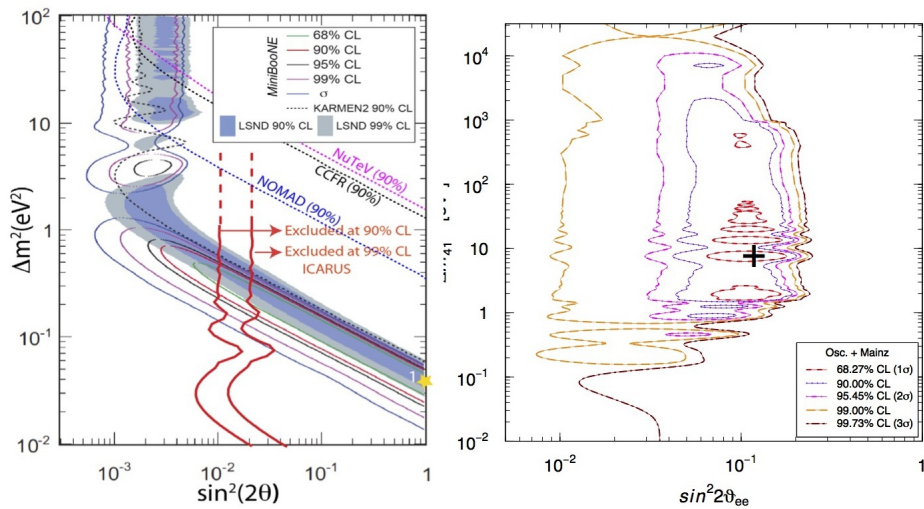 10²
10
1
10⁻¹
10⁻²
Δm²(eV²)
MiniBooNE
68% CL
90% CL
95% CL
99% CL
σ
KARMEN2 90% CL
LSND 90% CL
LSND 99% CL
NuTeV (90%)
CCFR (90%)
NOMAD (90%)
Excluded at 90% CL
Excluded at 99% CL
ICARUS
1
10⁻³
10⁻²
10⁻¹
1
sin²(2θ)
10⁴
10³
10²
10
1
10⁻¹
10⁻²
Osc. + Mainz
68.27% CL (1σ)
90.00% CL
95.45% CL (2σ)
99.00% CL
99.73% CL (3σ)
10⁻²
10⁻¹
1
sin²2ϑee